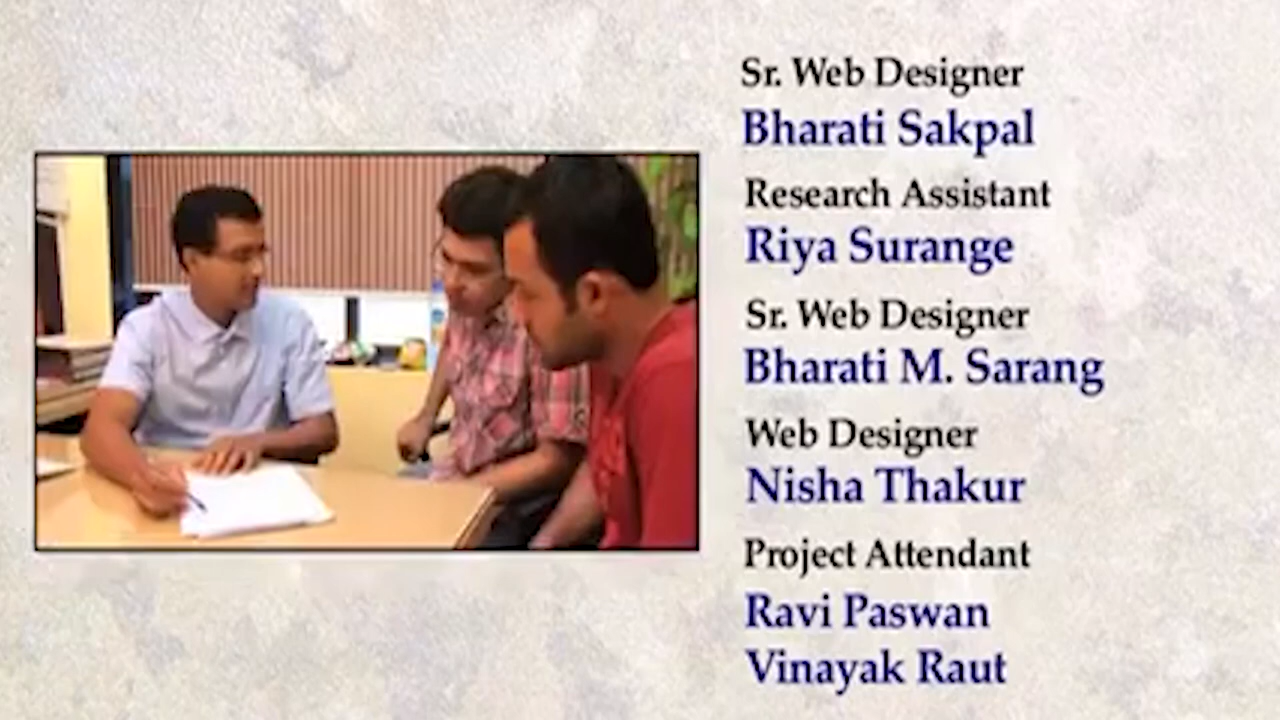 Sr. Web Designer
Bharati Sakpal
Research Assistant
Riya Surange
Sr. Web Designer
Bharati M. Sarang
Web Designer
Nisha Thakur
Project Attendant
Ravi Paswan
Vinayak Raut